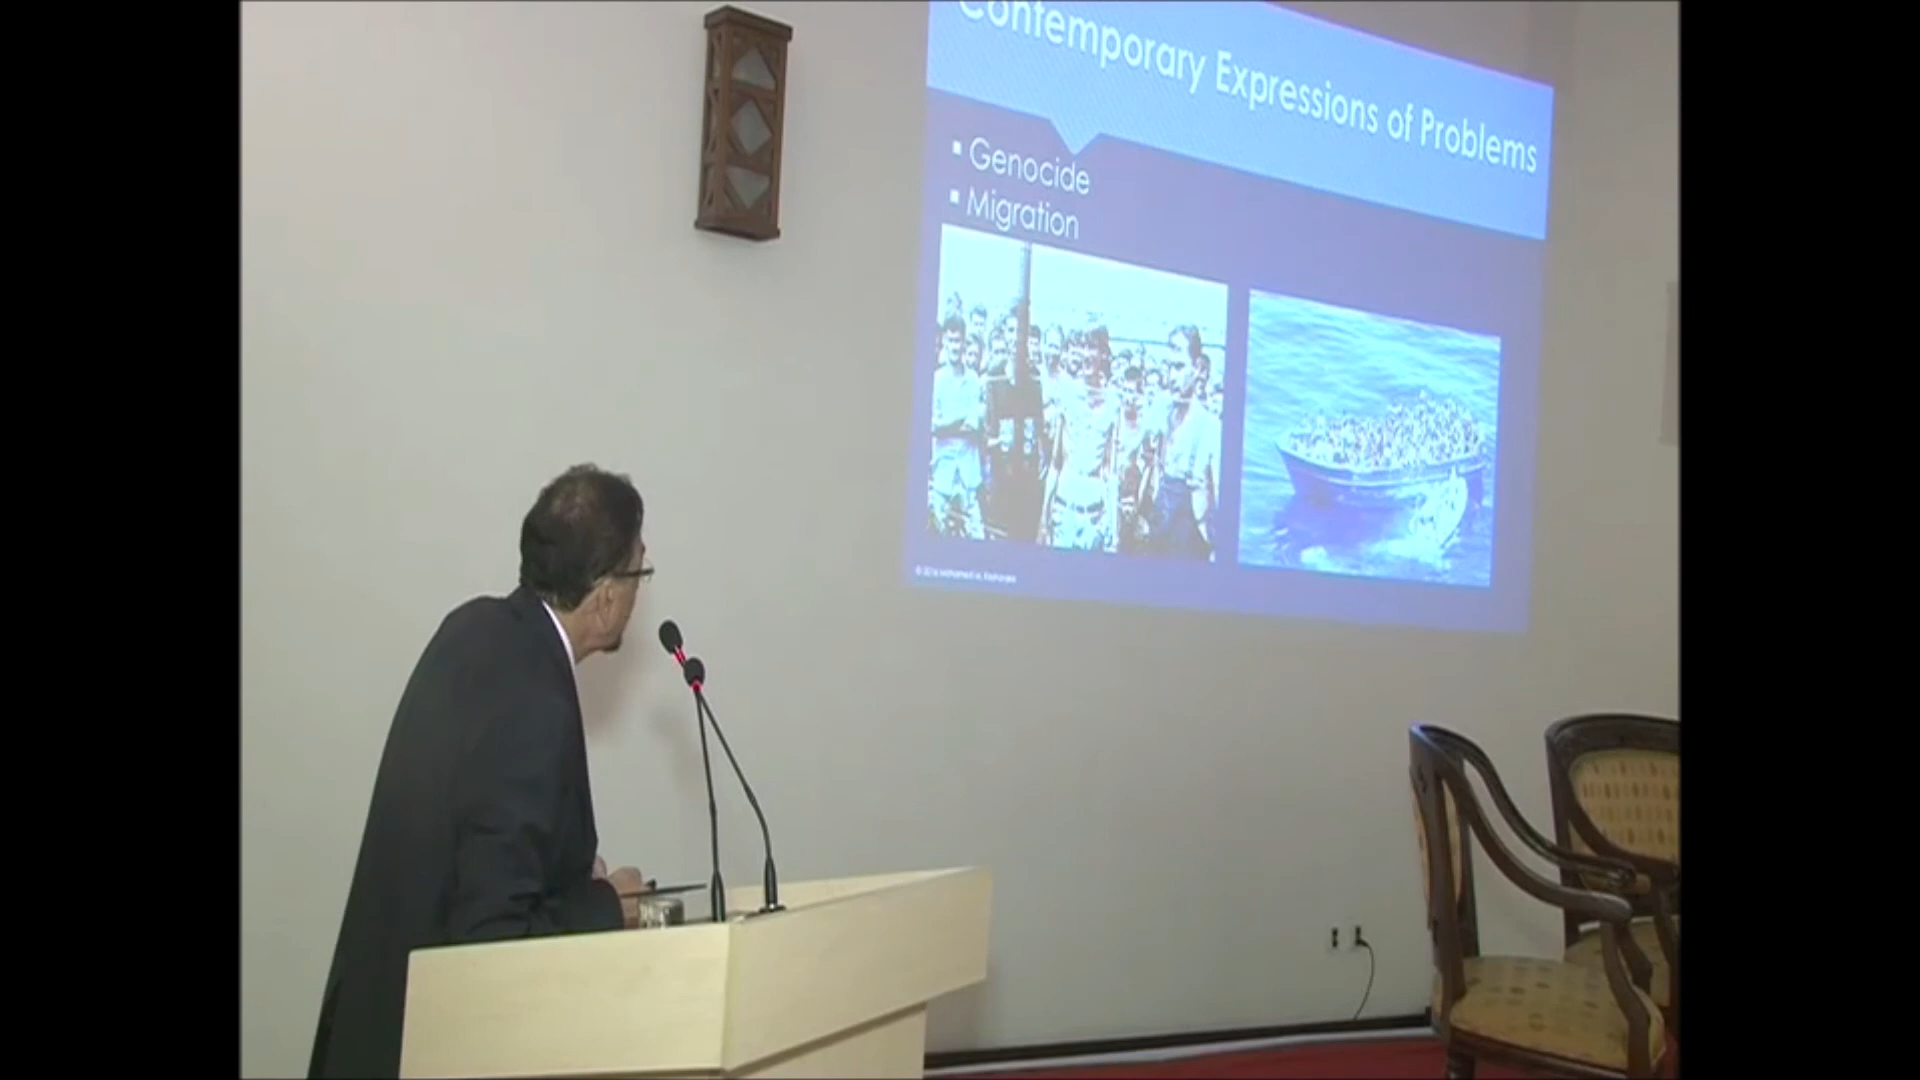 Contemporary Expressions of Problems
▪ Genocide
▪ Migration